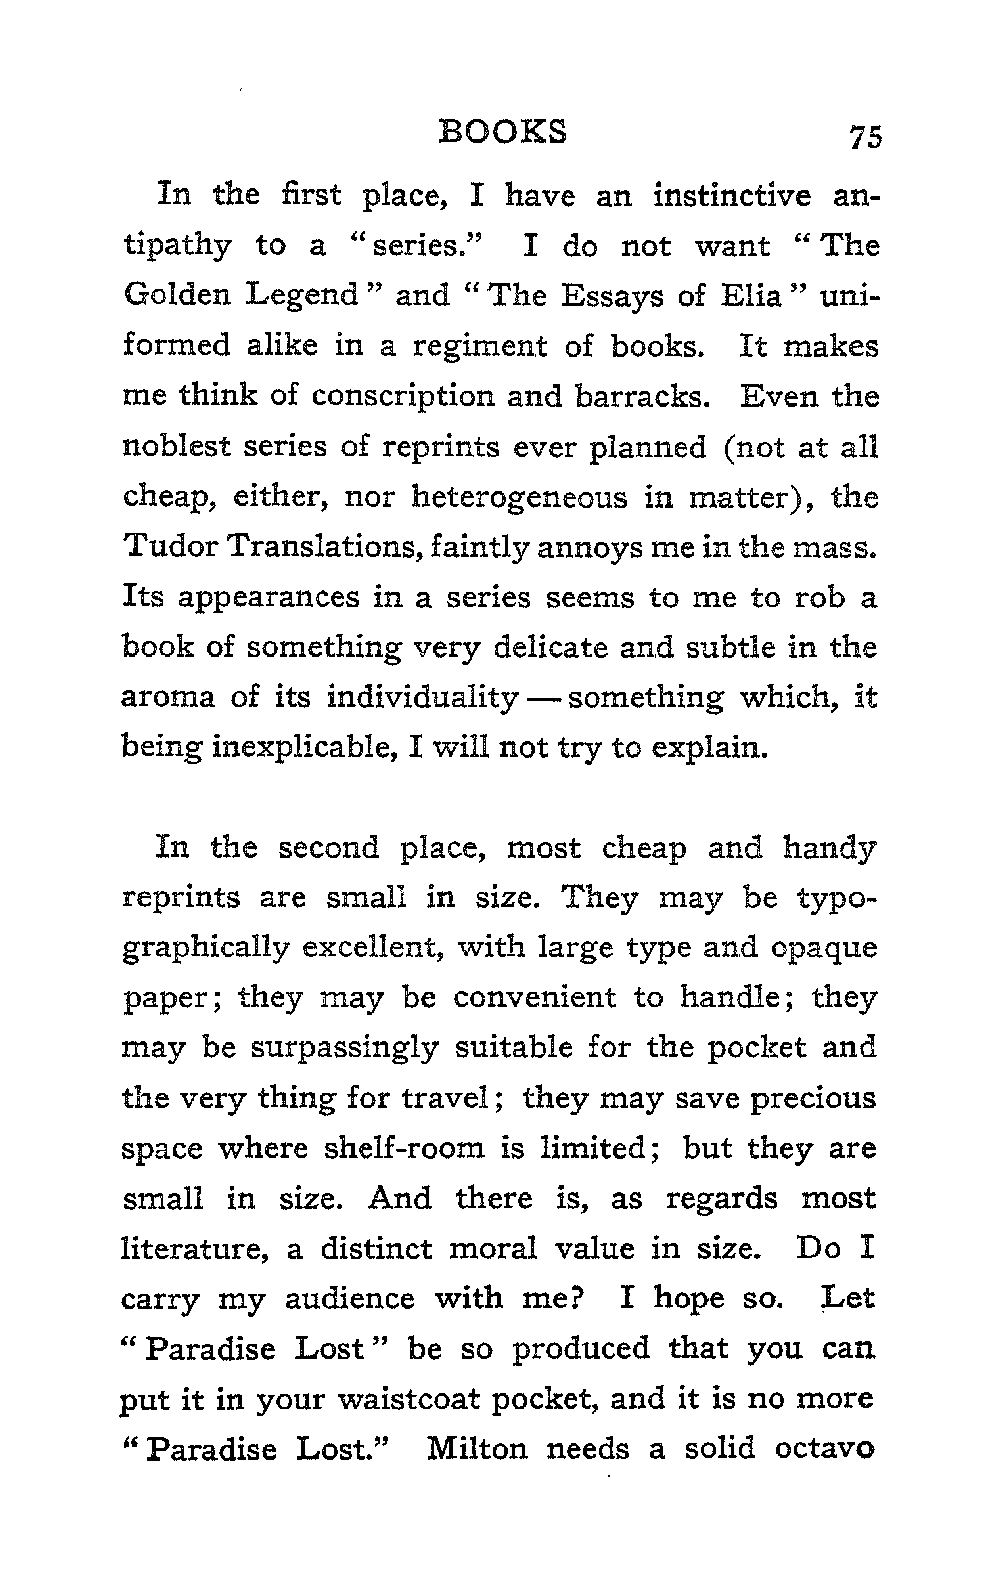 BOOKS 75
In the first place, I have an instinctive an-
tipathy to a “series.” I do not want “The
Golden Legend” and “The Essays of Elia” uni-
formed alike in a regiment of books. It makes
me think of conscription and barracks. Even the
noblest series of reprints ever planned (not at all
cheap, either, nor heterogeneous in matter), the
Tudor Translations, faintly annoys me in the mass.
Its appearances in a series seems to me to rob a
book of something very delicate and subtle in the
aroma of its individuality — something which, it
being inexplicable, I will not try to explain.
In the second place, most cheap and handy
reprints are small in size. They may be typo-
graphically excellent, with large type and opaque
paper; they may be convenient to handle; they
may be surpassingly suitable for the pocket and
the very thing for travel; they may save precious
space where shelf-room is limited; but they are
small in size. And there is, as regards most
literature, a distinct moral value in size. Do I
carry my audience with me? I hope so. Let
“Paradise Lost” be so produced that you can
put it in your waistcoat pocket, and it is no more
“Paradise Lost.” Milton needs a solid octavo